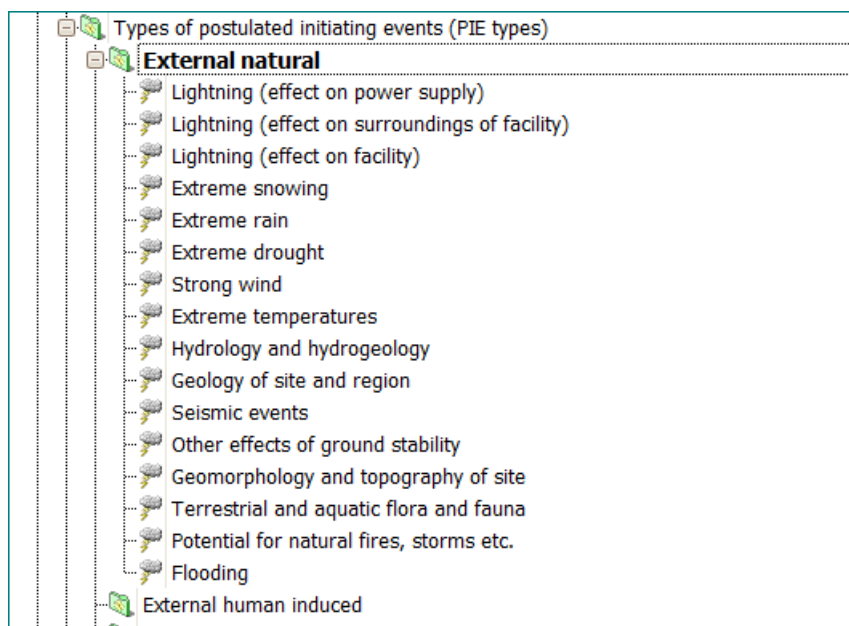 Types of postulated initiating events (PIE types)
External natural
Lightning (effect on power supply)
Lightning (effect on surroundings of facility)
Lightning (effect on facility)
Extreme snowing
Extreme rain
Extreme drought
Strong wind
Extreme temperatures
Hydrology and hydrogeology
Geology of site and region
Seismic events
Other effects of ground stability
Geomorphology and topography of site
Terrestrial and aquatic flora and fauna
Potential for natural fires, storms etc.
Flooding
External human induced